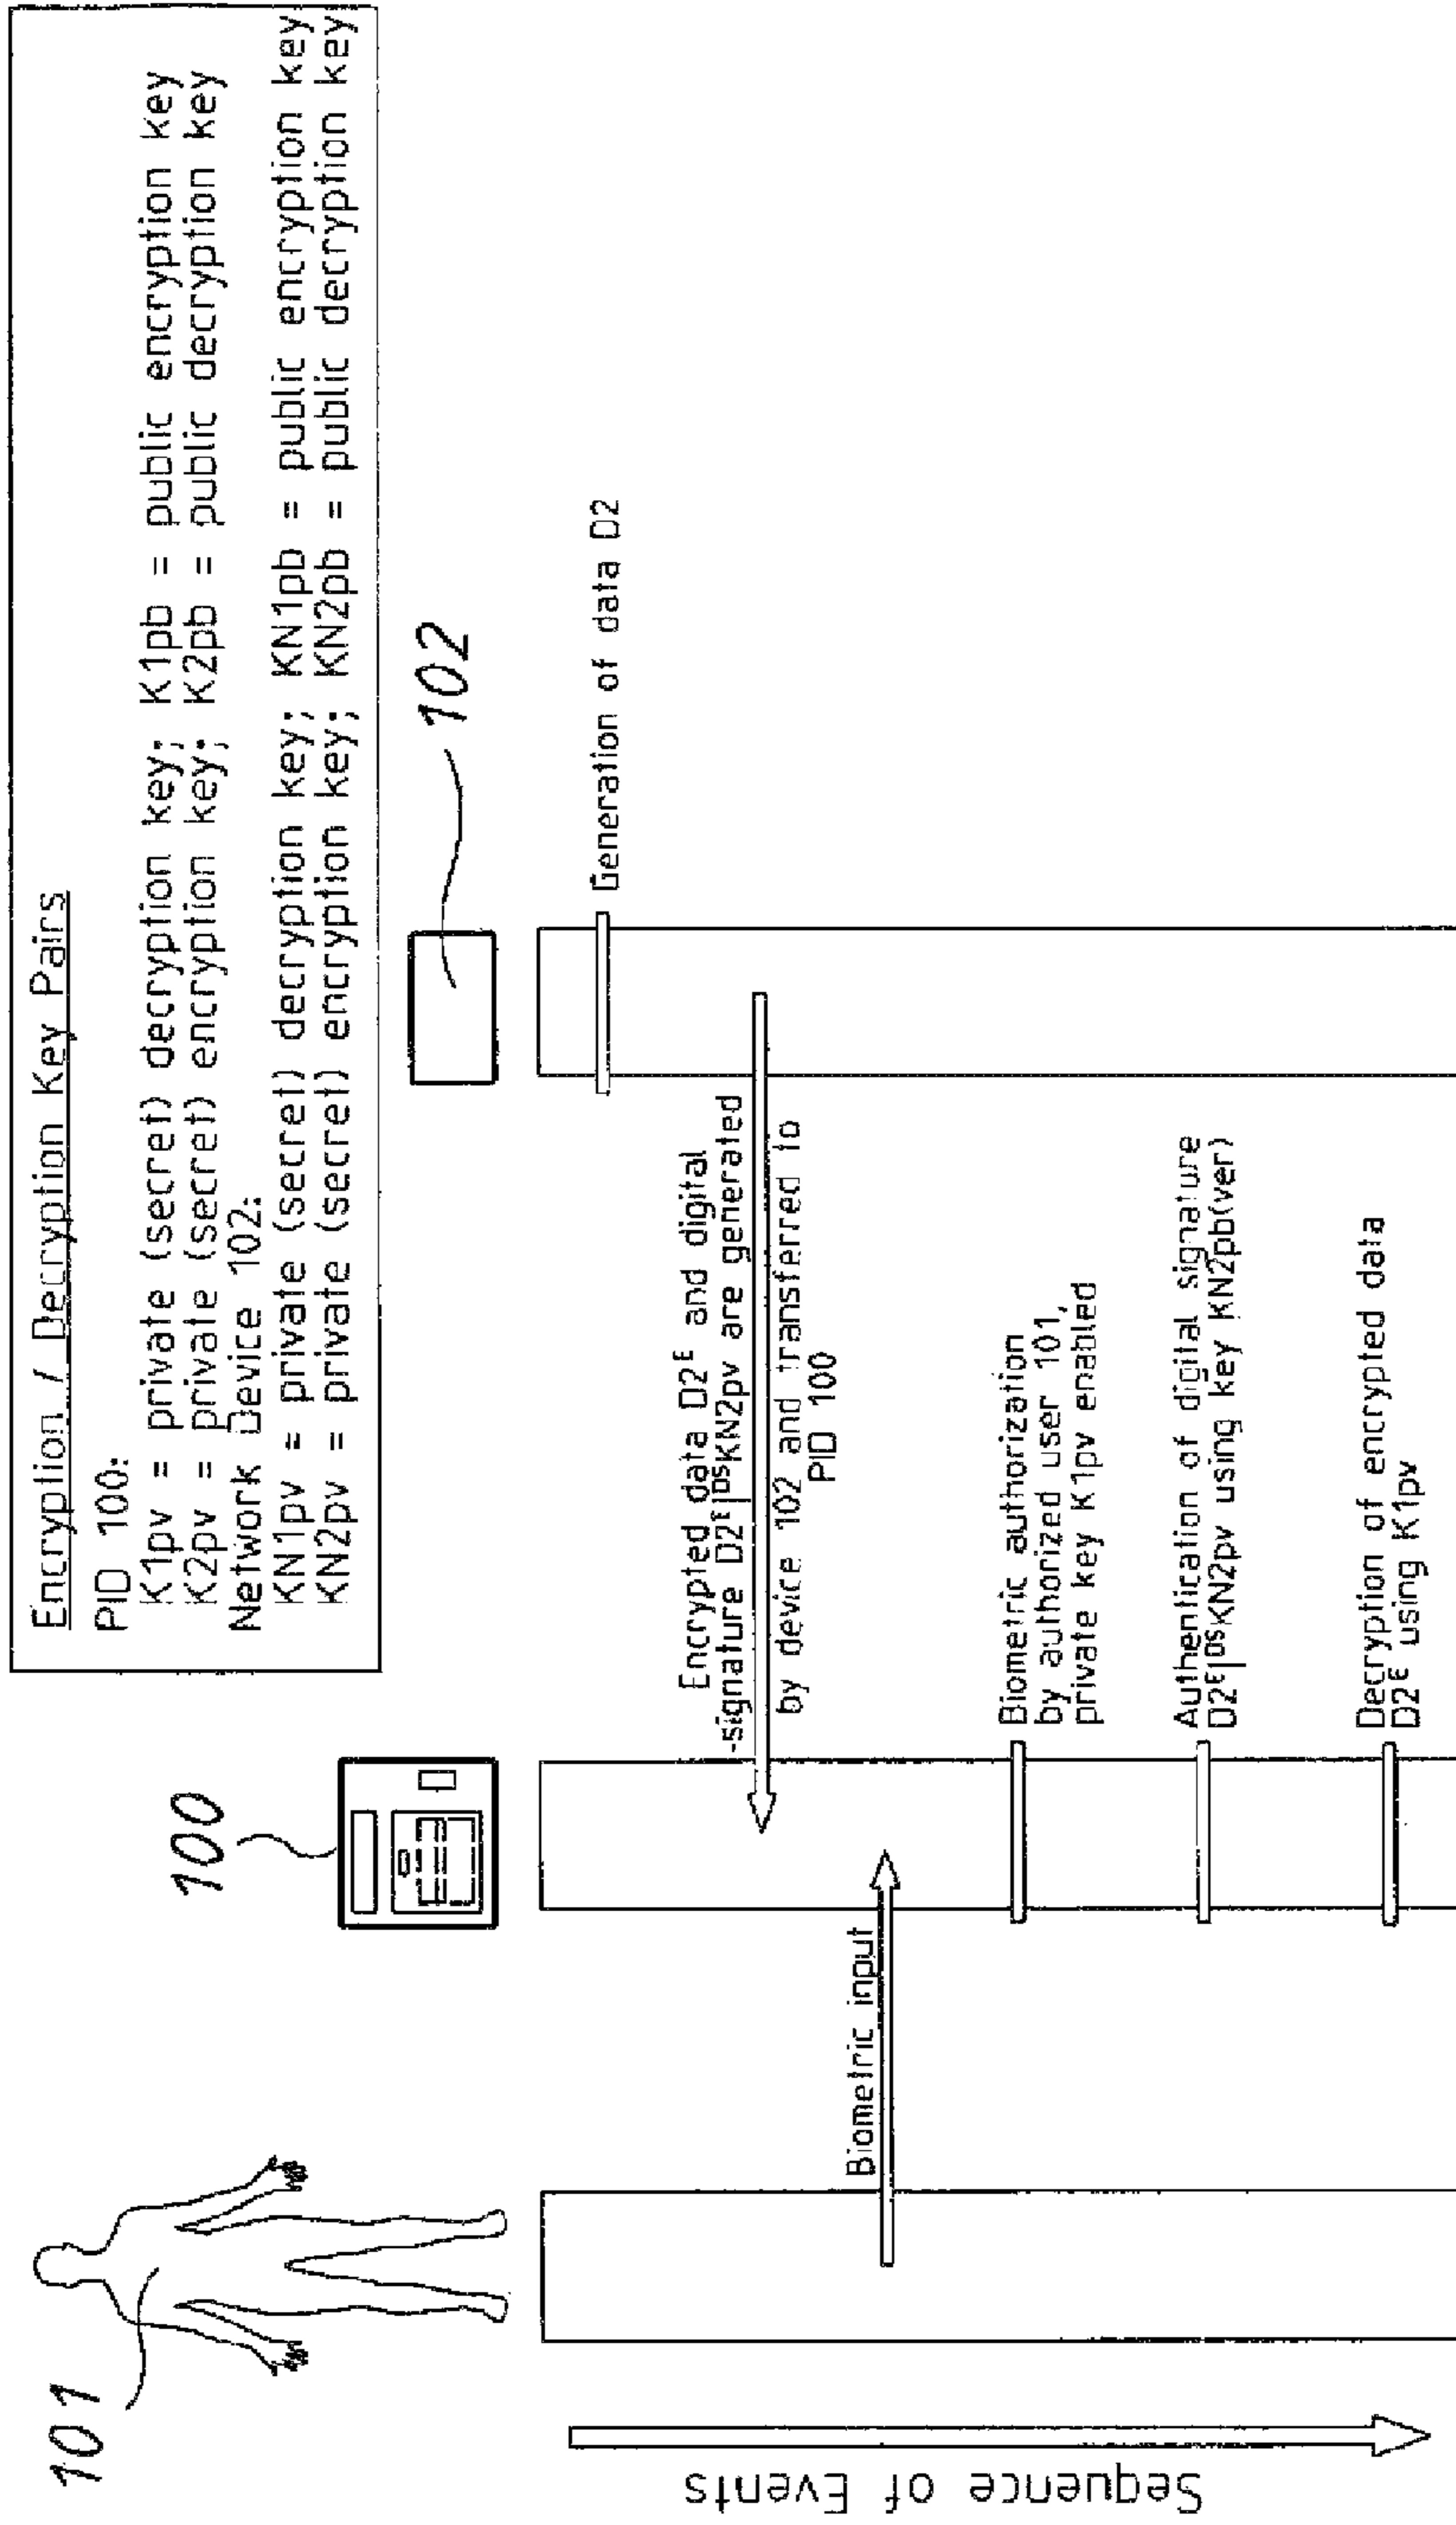 Encryption / Decryption Key Pairs
PID 100:
K1pv = private (secret) decryption key; K1pb = public encryption key
K2pv = private (secret) encryption key; K2pb = public decryption key
Network Device 102:
KN1pv = private (secret) decryption key; KN1pb = public encryption key
KN2pv = private (secret) encryption key; KN2pb = public decryption key
101
100
102
Generation of data D2
Encrypted data D2ᴱ and digital
-signature D2ᴱ|ᴰˢKN2pv are generated
by device 102 and transferred to
PID 100
Biometric input
Biometric authorization
by authorized user 101,
private key K1pv enabled
Authentication of digital signature
D2ᴱ|ᴰˢKN2pv using key KN2pb(ver)
Decryption of encrypted data
D2ᴱ using K1pv
Sequence of Events